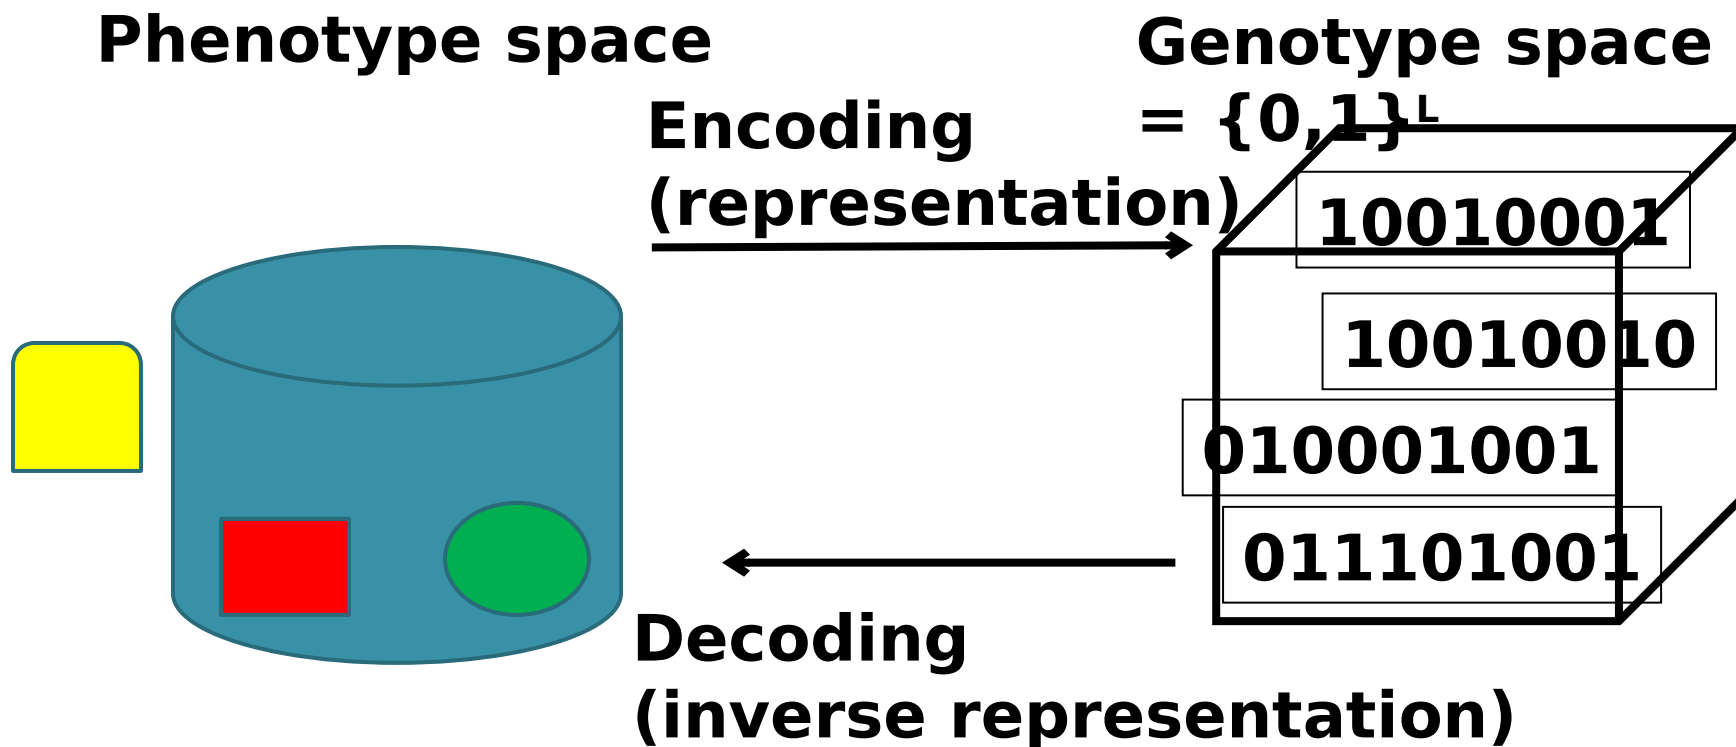 Phenotype space
Genotype space
= {0,1}ᴸ
Encoding
(representation)
10010001
10010010
010001001
011101001
Decoding
(inverse representation)